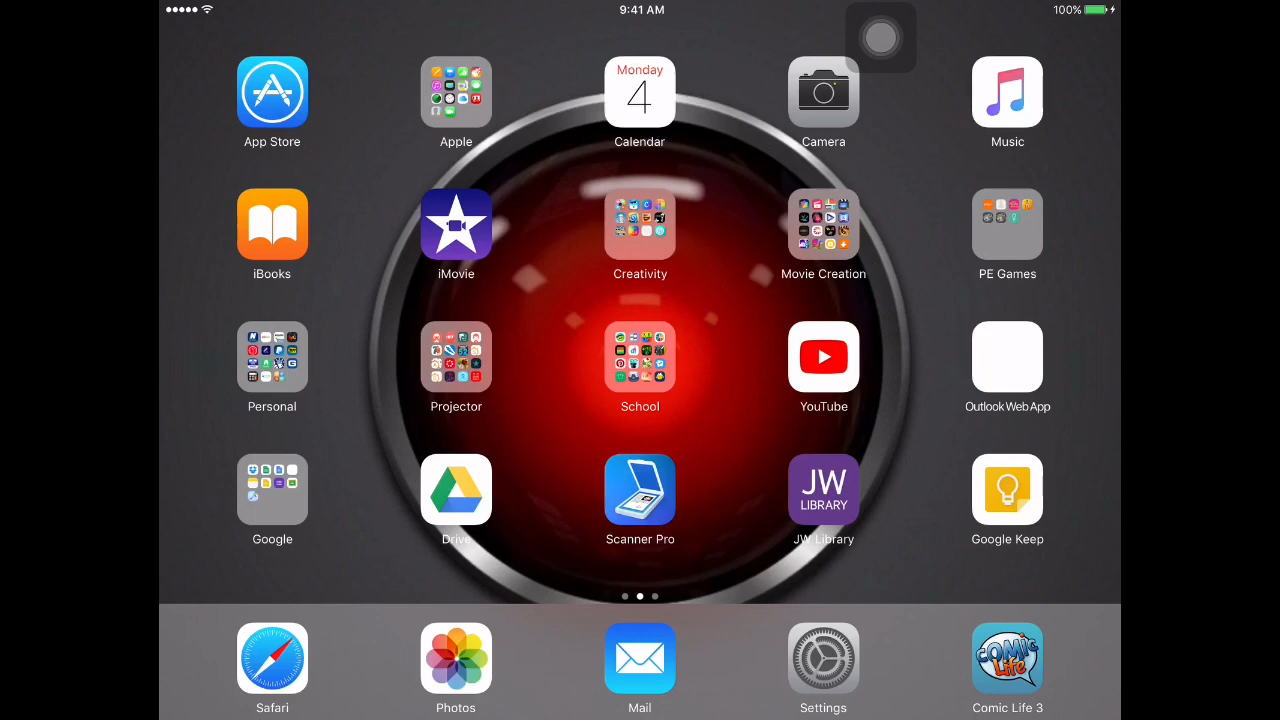 9:41 AM
100%
App Store
Apple
Monday
4
Calendar
Camera
Music
iBooks
iMovie
Creativity
Movie Creation
PE Games
Personal
Projector
School
YouTube
Outlook Web App
Google
Drive
Scanner Pro
JW
LIBRARY
JW Library
Google Keep
Safari
Photos
Mail
Settings
COMIC
Life
Comic Life 3